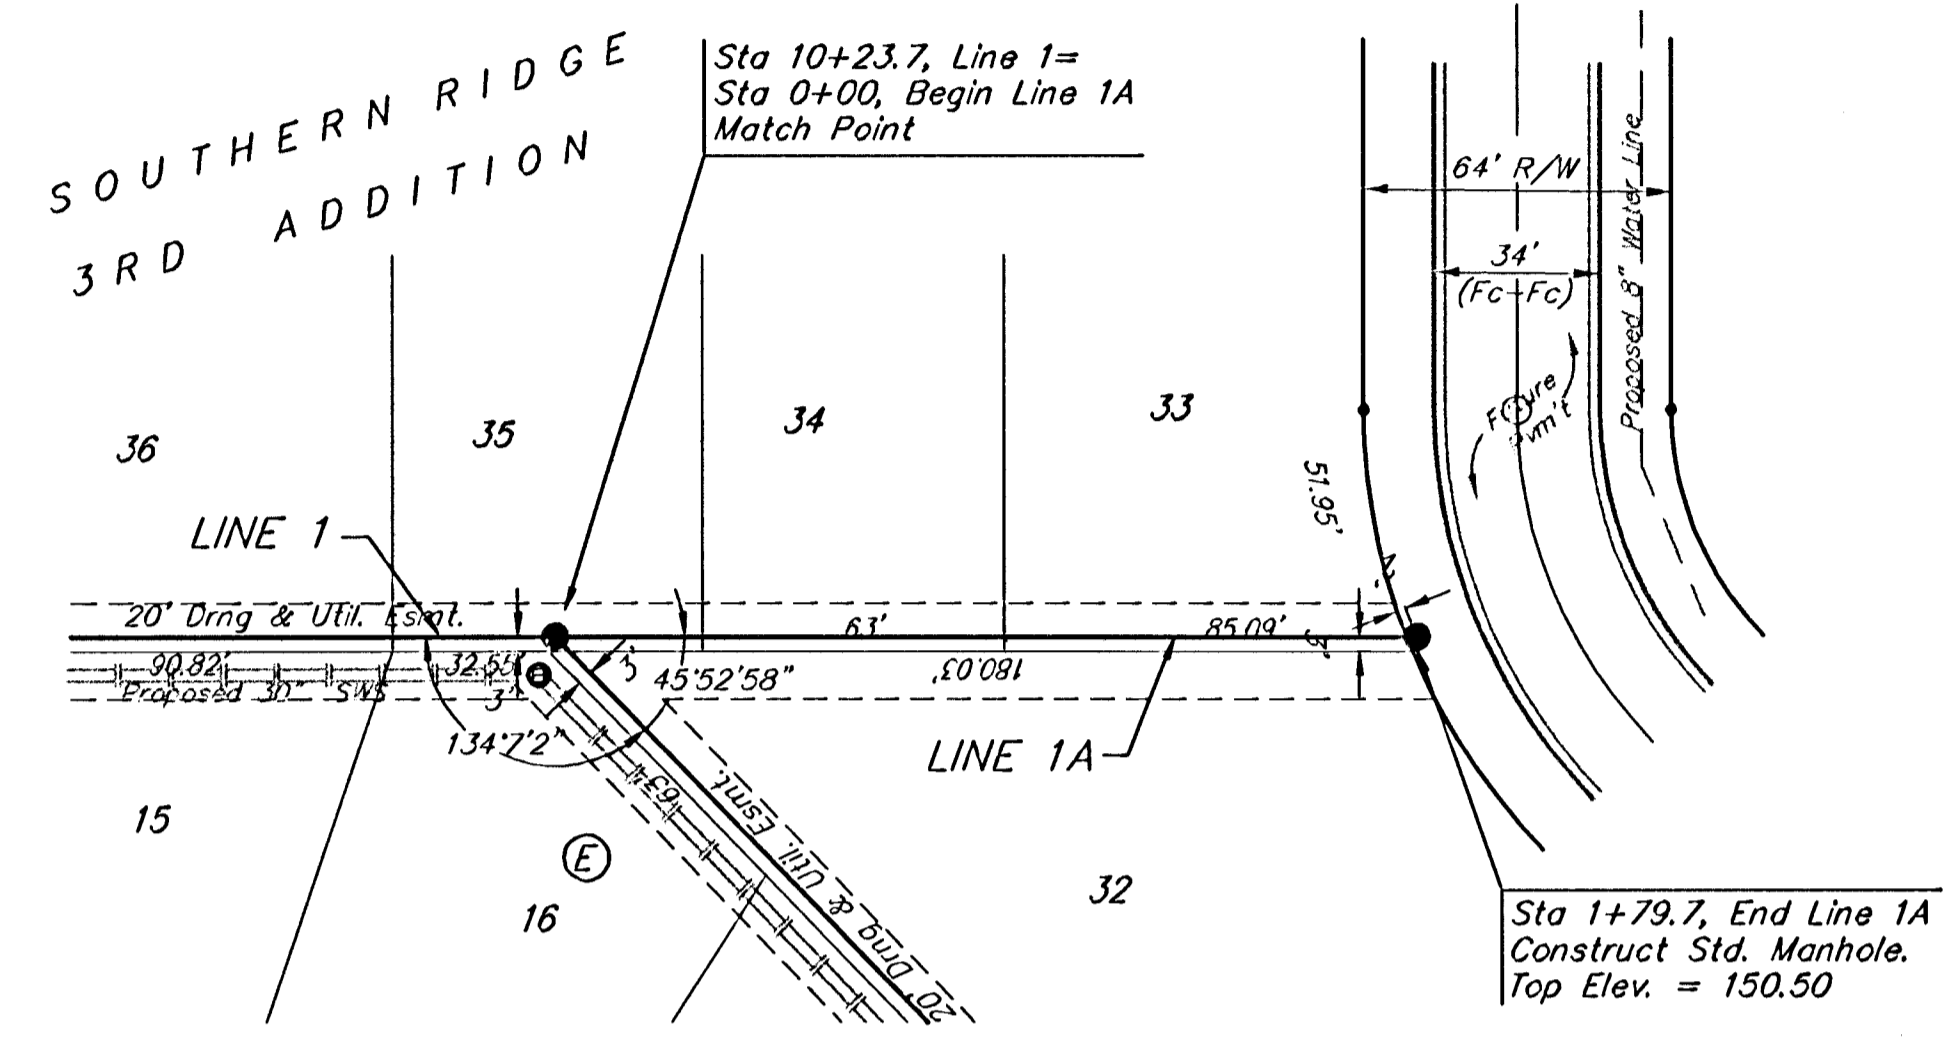 SOUTHERN RIDGE
3RD ADDITION
Sta 10+23.7, Line 1=
Sta 0+00, Begin Line 1A
Match Point
64' R/W
34'
(Fc-Fc)
Proposed 8" Water Line
36
35
34
33
51.95'
2'
LINE 1
20' Drng & Util. Esmt.
63'
85.09'
3'
90.82'
32.55'
Proposed 30" SWS
3'
3'
45°52'58"
180.03'
134°7'2"
LINE 1A
63'
20' Drng & Util. Esmt.
15
E
16
32
Sta 1+79.7, End Line 1A
Construct Std. Manhole.
Top Elev. = 150.50